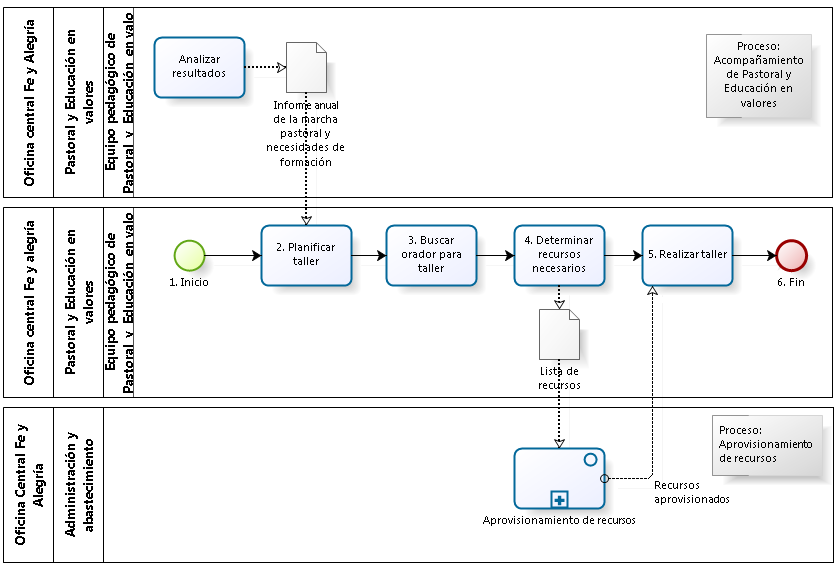 Oficina central Fe y Alegría
Pastoral y Educación en
valores
Equipo pedagógico de
Pastoral y Educación en valo
Analizar
resultados
Informe anual
de la marcha
pastoral y
necesidades de
formación
Proceso:
Acompañamiento
de Pastoral y
Educación en
valores
Oficina central Fe y alegría
Pastoral y Educación en
valores
Equipo pedagógico de
Pastoral y Educación en valo
1. Inicio
2. Planificar
taller
3. Buscar
orador para
taller
4. Determinar
recursos
necesarios
5. Realizar taller
6. Fin
Lista de
recursos
Oficina Central Fe y
Alegría
Administración y
abastecimiento
Aprovisionamiento de recursos
Recursos
aprovisionados
Proceso:
Aprovisionamiento
de recursos